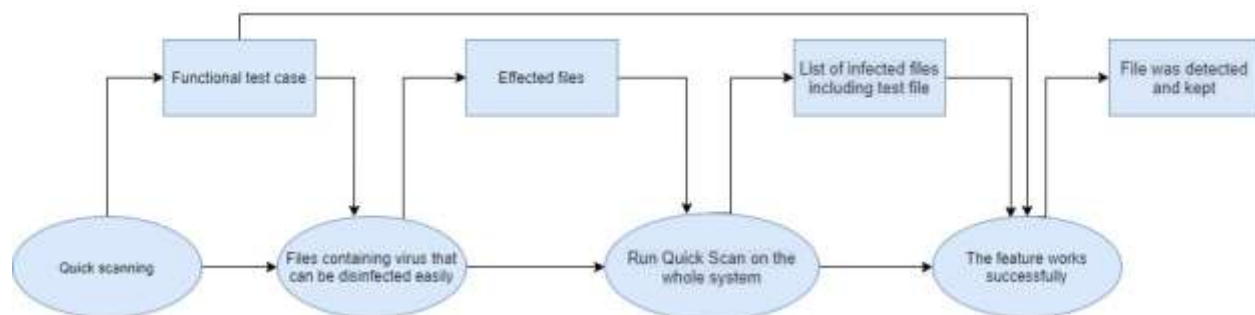 Functional test case
Effected files
List of infected files
including test file
File was detected
and kept
Quick scanning
Files containing virus that
can be disinfected easily
Run Quick Scan on the
whole system
The feature works
successfully